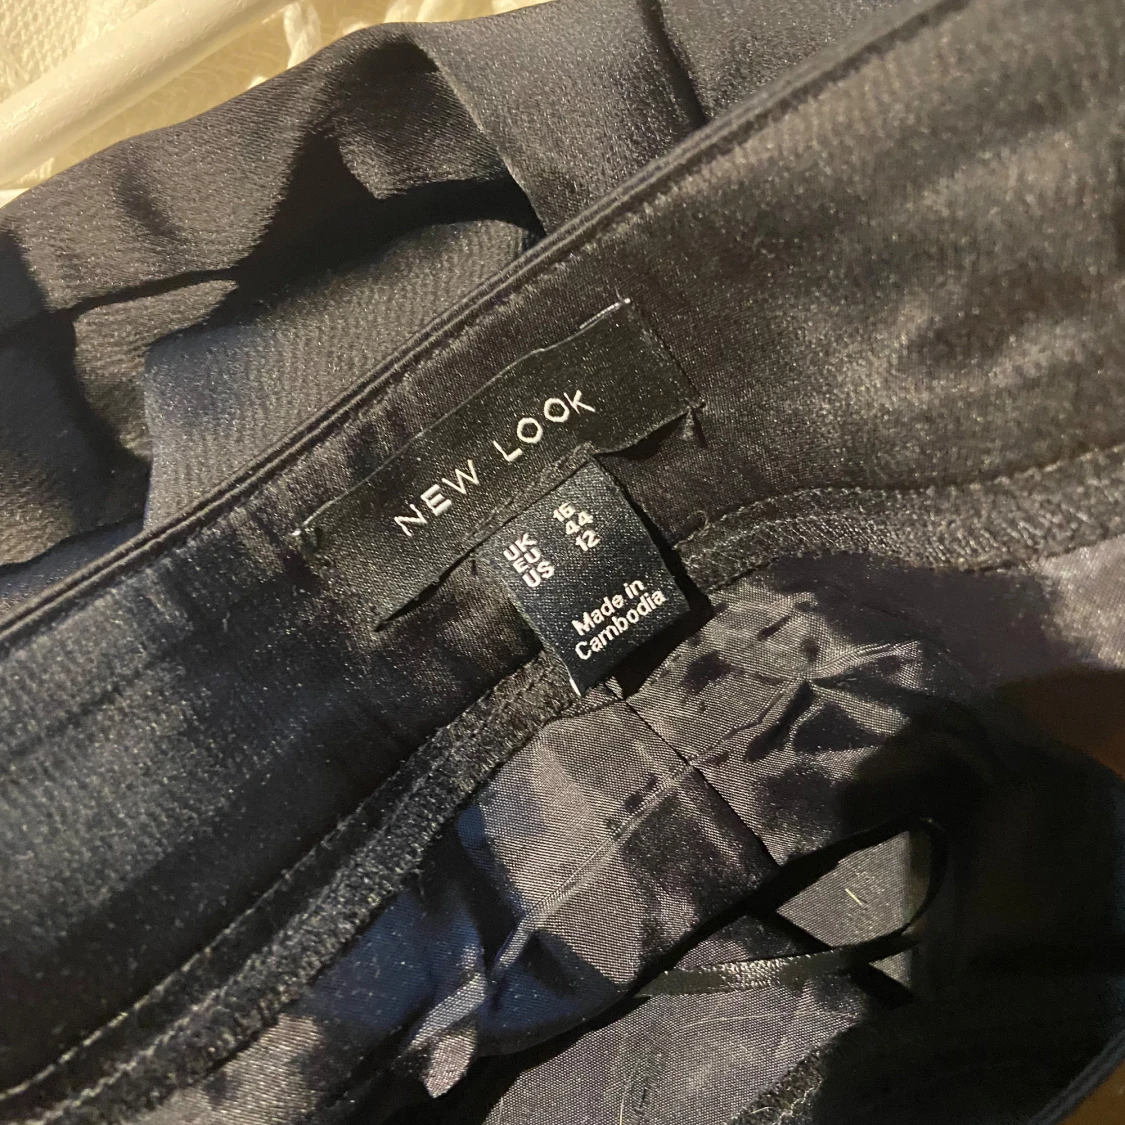 NEW LOOK
UK 16
EU 44
US 12
Made in
Cambodia